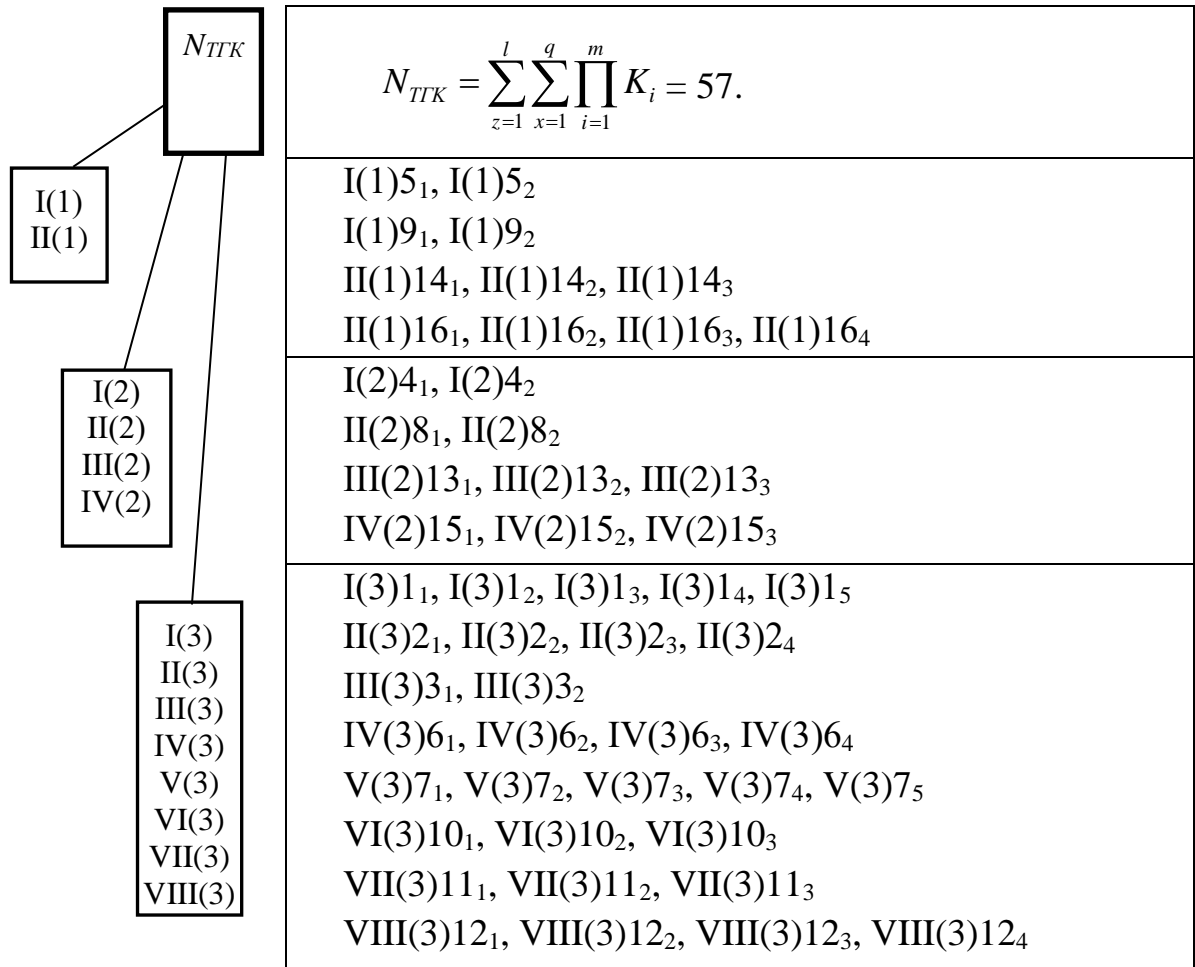 N_ТГК
N_{ТГК} = \sum_{z=1}^{l} \sum_{x=1}^{q} \prod_{i=1}^{m} K_i = 57.
I(1)
II(1)
I(1)5₁, I(1)5₂
I(1)9₁, I(1)9₂
II(1)14₁, II(1)14₂, II(1)14₃
II(1)16₁, II(1)16₂, II(1)16₃, II(1)16₄
I(2)
II(2)
III(2)
IV(2)
I(2)4₁, I(2)4₂
II(2)8₁, II(2)8₂
III(2)13₁, III(2)13₂, III(2)13₃
IV(2)15₁, IV(2)15₂, IV(2)15₃
I(3)
II(3)
III(3)
IV(3)
V(3)
VI(3)
VII(3)
VIII(3)
I(3)1₁, I(3)1₂, I(3)1₃, I(3)1₄, I(3)1₅
II(3)2₁, II(3)2₂, II(3)2₃, II(3)2₄
III(3)3₁, III(3)3₂
IV(3)6₁, IV(3)6₂, IV(3)6₃, IV(3)6₄
V(3)7₁, V(3)7₂, V(3)7₃, V(3)7₄, V(3)7₅
VI(3)10₁, VI(3)10₂, VI(3)10₃
VII(3)11₁, VII(3)11₂, VII(3)11₃
VIII(3)12₁, VIII(3)12₂, VIII(3)12₃, VIII(3)12₄